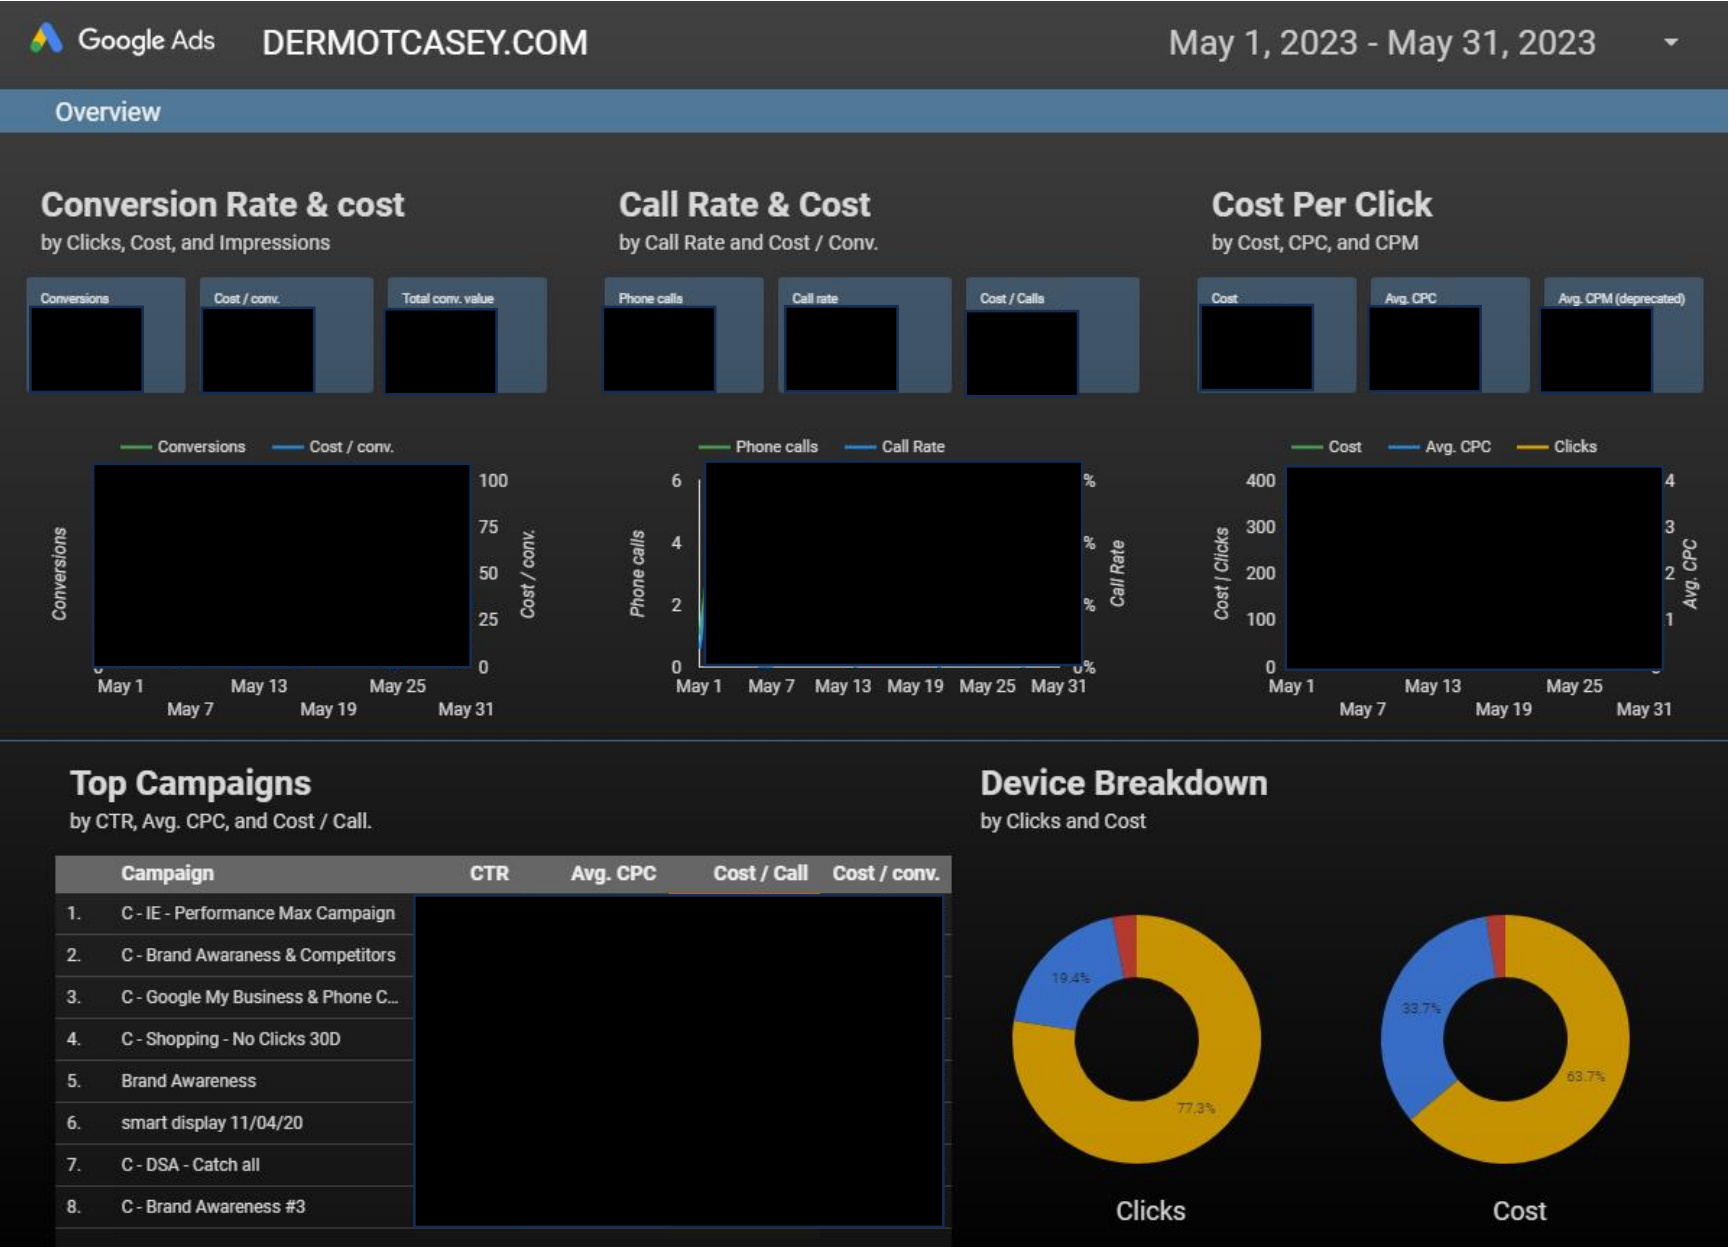 Google Ads DERMOTCASEY.COM May 1, 2023 - May 31, 2023
Overview
Conversion Rate & cost
by Clicks, Cost, and Impressions
Conversions Cost / conv. Total conv. value
Conversions Cost / conv.
100
75
50
25
0
Conversions
Cost / conv.
May 1 May 13 May 25
May 7 May 19 May 31
Call Rate & Cost
by Call Rate and Cost / Conv.
Phone calls Call rate Cost / Calls
Phone calls Call Rate
6 %
4 %
2 %
0 0%
Phone calls
Call Rate
May 1 May 7 May 13 May 19 May 25 May 31
Cost Per Click
by Cost, CPC, and CPM
Cost Avg. CPC Avg. CPM (deprecated)
Cost Avg. CPC Clicks
400 4
300 3
200 2
100 1
0
Cost | Clicks
Avg. CPC
May 1 May 13 May 25
May 7 May 19 May 31
Top Campaigns
by CTR, Avg. CPC, and Cost / Call.
Campaign CTR Avg. CPC Cost / Call Cost / conv.
1. C - IE - Performance Max Campaign
2. C - Brand Awaraness & Competitors
3. C - Google My Business & Phone C...
4. C - Shopping - No Clicks 30D
5. Brand Awareness
6. smart display 11/04/20
7. C - DSA - Catch all
8. C - Brand Awareness #3
Device Breakdown
by Clicks and Cost
19.4%
77.3%
Clicks
33.7%
63.7%
Cost